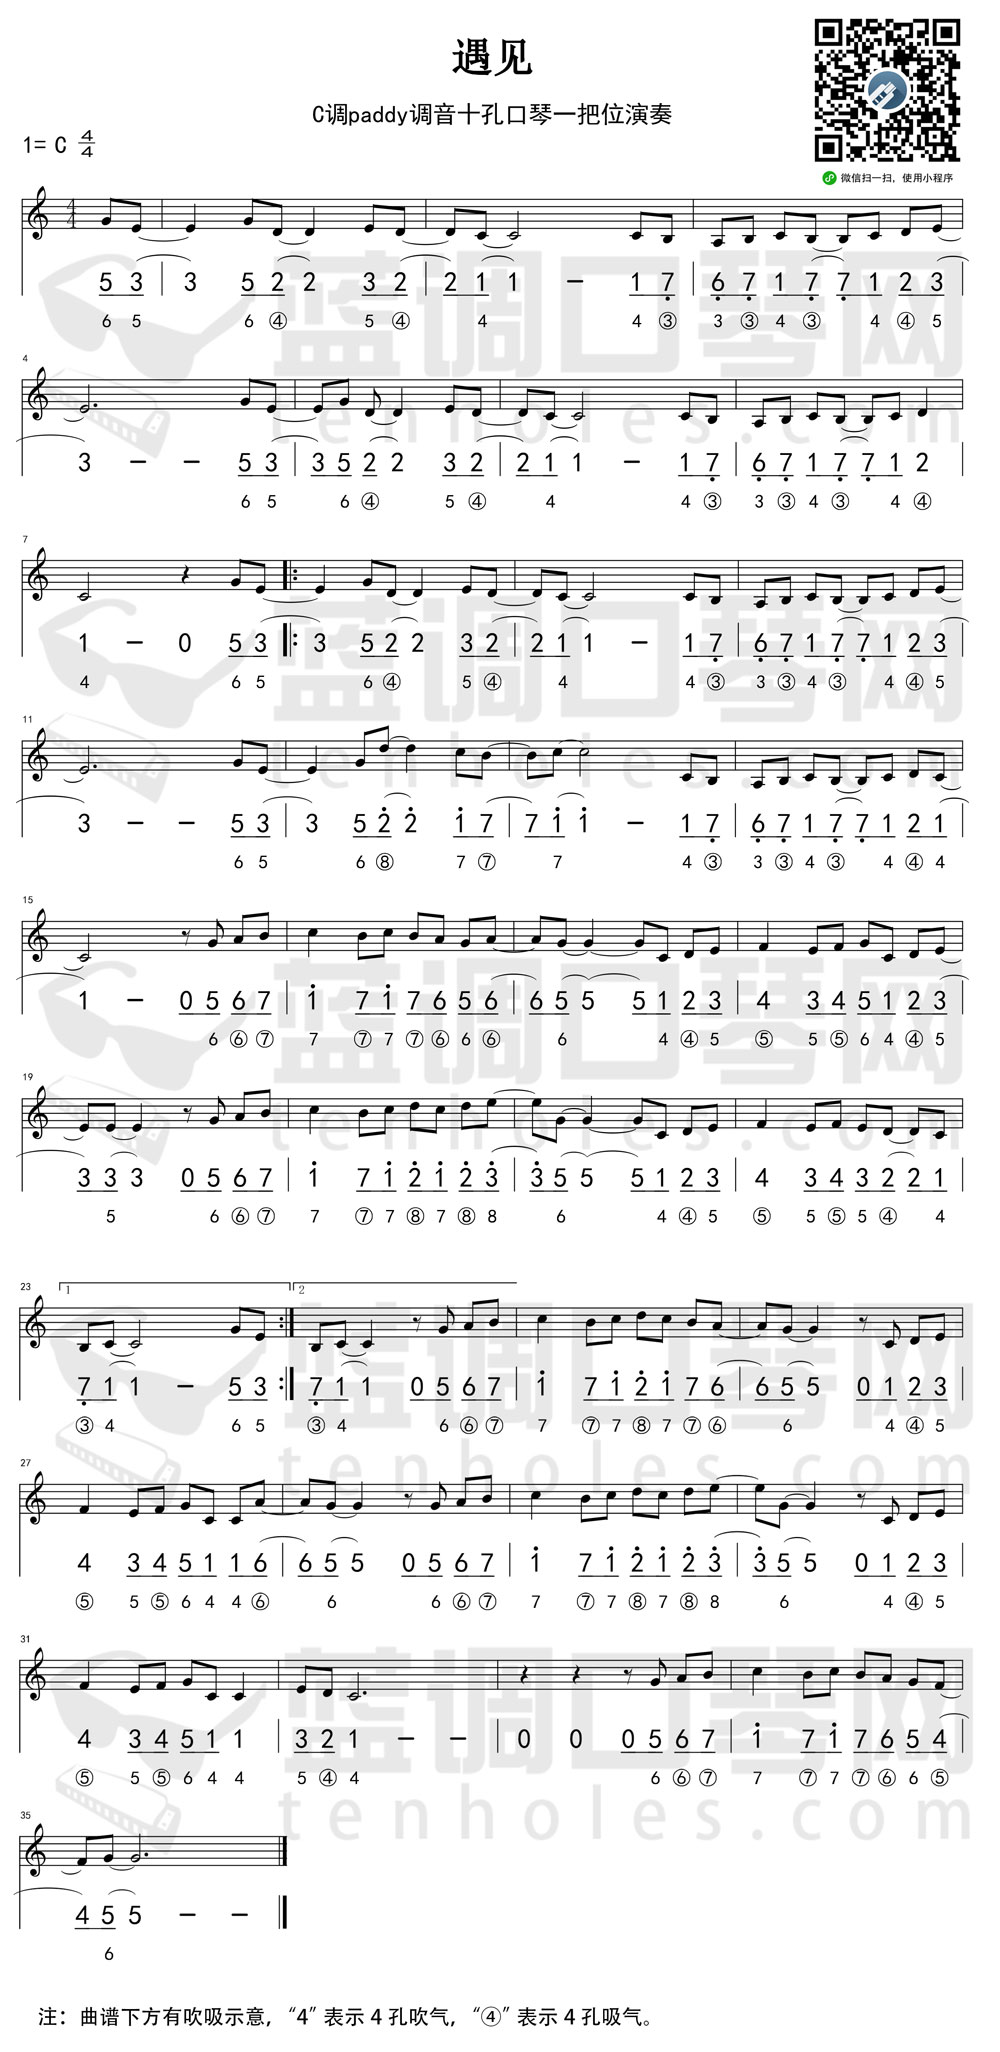 遇见
C调paddy调音十孔口琴一把位演奏
1= C 4/4
微信扫一扫，使用小程序
5 3 | 3 5 2 2 3 2 | 2 1 1 — 1 7 | 6 7 1 7 7 1 2 3 |
6 5 6 ④ 5 ④ 4 4 ③ 3 ③ 4 ③ 4 ④ 5
4
3 — — 5 3 | 3 5 2 2 3 2 | 2 1 1 — 1 7 | 6 7 1 7 7 1 2 |
6 5 6 ④ 5 ④ 4 4 ③ 3 ③ 4 ③ 4 ④
7
1 — 0 5 3 |: 3 5 2 2 3 2 | 2 1 1 — 1 7 | 6 7 1 7 7 1 2 3 |
4 6 5 6 ④ 5 ④ 4 4 ③ 3 ③ 4 ③ 4 ④ 5
11
3 — — 5 3 | 3 5 2 2 1 7 | 7 1 1 — 1 7 | 6 7 1 7 7 1 2 1 |
6 5 6 ⑧ 7 ⑦ 7 4 ③ 3 ③ 4 ③ 4 ④ 4
15
1 — 0 5 6 7 | 1 7 1 7 6 5 6 | 6 5 5 5 1 2 3 | 4 3 4 5 1 2 3 |
6 ⑥ ⑦ 7 ⑦ 7 ⑦ ⑥ 6 ⑥ 6 4 ④ 5 ⑤ 5 ⑤ 6 4 ④ 5
19
3 3 3 0 5 6 7 | 1 7 1 2 1 2 3 | 3 5 5 5 1 2 3 | 4 3 4 3 2 2 1 |
5 6 ⑥ ⑦ 7 ⑦ 7 ⑧ 7 ⑧ 8 6 4 ④ 5 ⑤ 5 ⑤ 5 ④ 4
23 1 2
7 1 1 — 5 3 :| 7 1 1 0 5 6 7 | 1 7 1 2 1 7 6 | 6 5 5 0 1 2 3 |
③ 4 6 5 ③ 4 6 ⑥ ⑦ 7 ⑦ 7 ⑧ 7 ⑦ ⑥ 6 4 ④ 5
27
4 3 4 5 1 1 6 | 6 5 5 0 5 6 7 | 1 7 1 2 1 2 3 | 3 5 5 0 1 2 3 |
⑤ 5 ⑤ 6 4 4 ⑥ 6 6 ⑥ ⑦ 7 ⑦ 7 ⑧ 7 ⑧ 8 6 4 ④ 5
31
4 3 4 5 1 1 | 3 2 1 — — | 0 0 0 5 6 7 | 1 7 1 7 6 5 4 |
⑤ 5 ⑤ 6 4 4 5 ④ 4 6 ⑥ ⑦ 7 ⑦ 7 ⑦ ⑥ 6 ⑤
35
4 5 5 — — ‖
6
注：曲谱下方有吹吸示意，“4”表示 4 孔吹气，“④”表示 4 孔吸气。
蓝调口琴网
tenholes.com